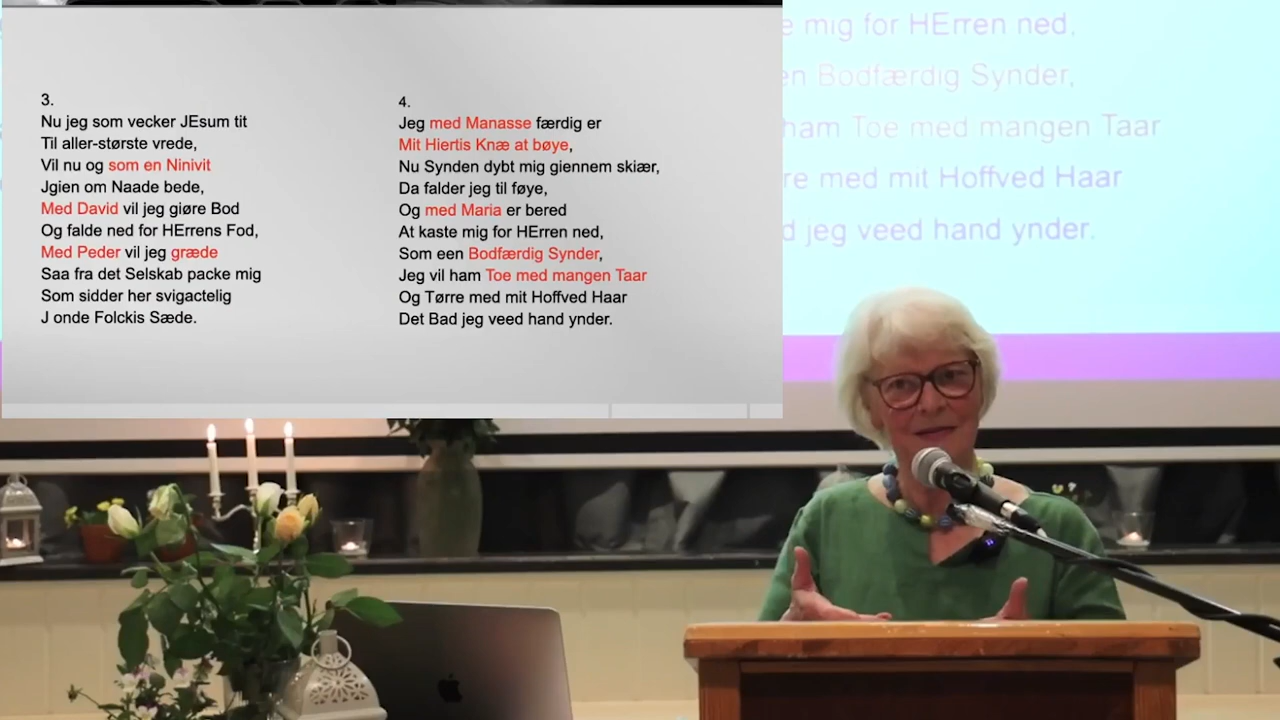 3.
Nu jeg som vecker JEsum tit
Til aller-største vrede,
Vil nu og som en Ninivit
Jgien om Naade bede,
Med David vil jeg giøre Bod
Og falde ned for HErrens Fod,
Med Peder vil jeg græde
Saa fra det Selskab packe mig
Som sidder her svigactelig
J onde Folckis Sæde.
4.
Jeg med Manasse færdig er
Mit Hiertis Knæ at bøye,
Nu Synden dybt mig giennem skiær,
Da falder jeg til føye,
Og med Maria er bered
At kaste mig for HErren ned,
Som een Bodfærdig Synder,
Jeg vil ham Toe med mangen Taar
Og Tørre med mit Hoffved Haar
Det Bad jeg veed hand ynder.
mig for HErren ned,
en Bodfærdig Synder,
ham Toe med mangen Taar
re med mit Hoffved Haar
d jeg veed hand ynder.